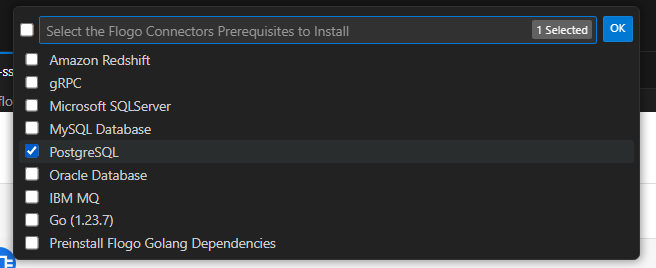 Select the Flogo Connectors Prerequisites to Install
1 Selected
OK
Amazon Redshift
gRPC
Microsoft SQLServer
MySQL Database
PostgreSQL
Oracle Database
IBM MQ
Go (1.23.7)
Preinstall Flogo Golang Dependencies